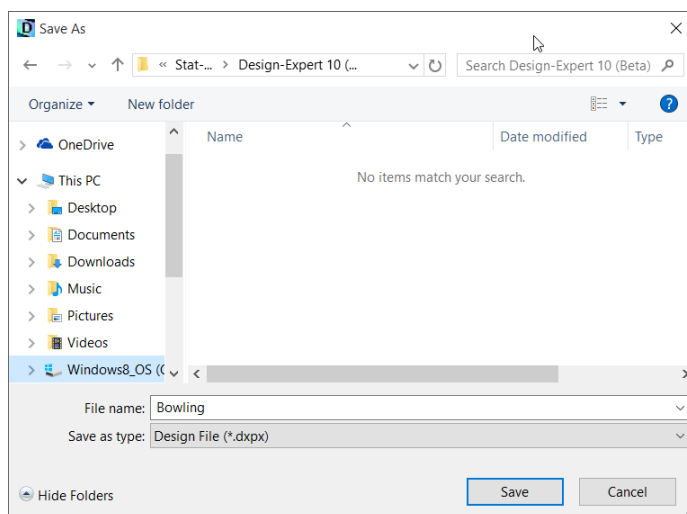 Save As
« Stat-... > Design-Expert 10 (... Search Design-Expert 10 (Beta)
Organize New folder ?
Name Date modified Type
No items match your search.
OneDrive
This PC
Desktop
Documents
Downloads
Music
Pictures
Videos
Windows8_OS (C
File name: Bowling
Save as type: Design File (*.dxpx)
Hide Folders Save Cancel